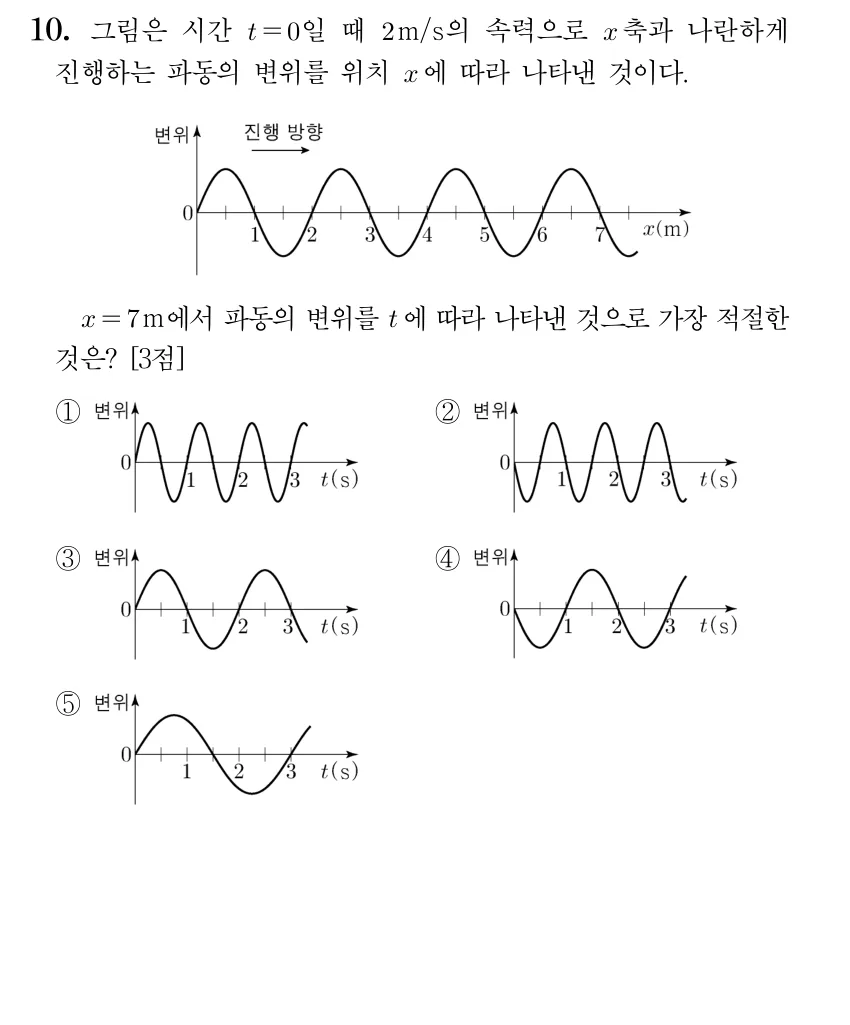 10. 그림은 시간 t=0일 때 2m/s의 속력으로 x축과 나란하게
진행하는 파동의 변위를 위치 x에 따라 나타낸 것이다.
변위 진행 방향
0 1 2 3 4 5 6 7 x(m)
x=7m에서 파동의 변위를 t에 따라 나타낸 것으로 가장 적절한
것은? [3점]
① 변위 0 1 2 3 t(s)
② 변위 0 1 2 3 t(s)
③ 변위 0 1 2 3 t(s)
④ 변위 0 1 2 3 t(s)
⑤ 변위 0 1 2 3 t(s)